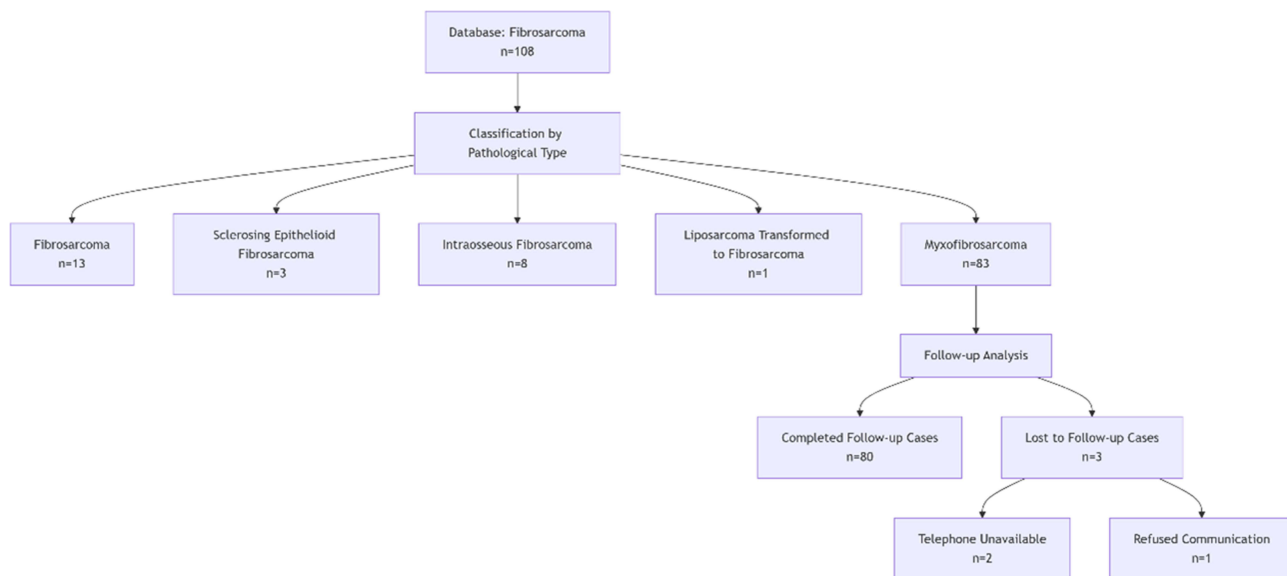 Database: Fibrosarcoma
n=108
Classification by
Pathological Type
Fibrosarcoma
n=13
Sclerosing Epithelioid
Fibrosarcoma
n=3
Intraosseous Fibrosarcoma
n=8
Liposarcoma Transformed
to Fibrosarcoma
n=1
Myxofibrosarcoma
n=83
Follow-up Analysis
Completed Follow-up Cases
n=80
Lost to Follow-up Cases
n=3
Telephone Unavailable
n=2
Refused Communication
n=1